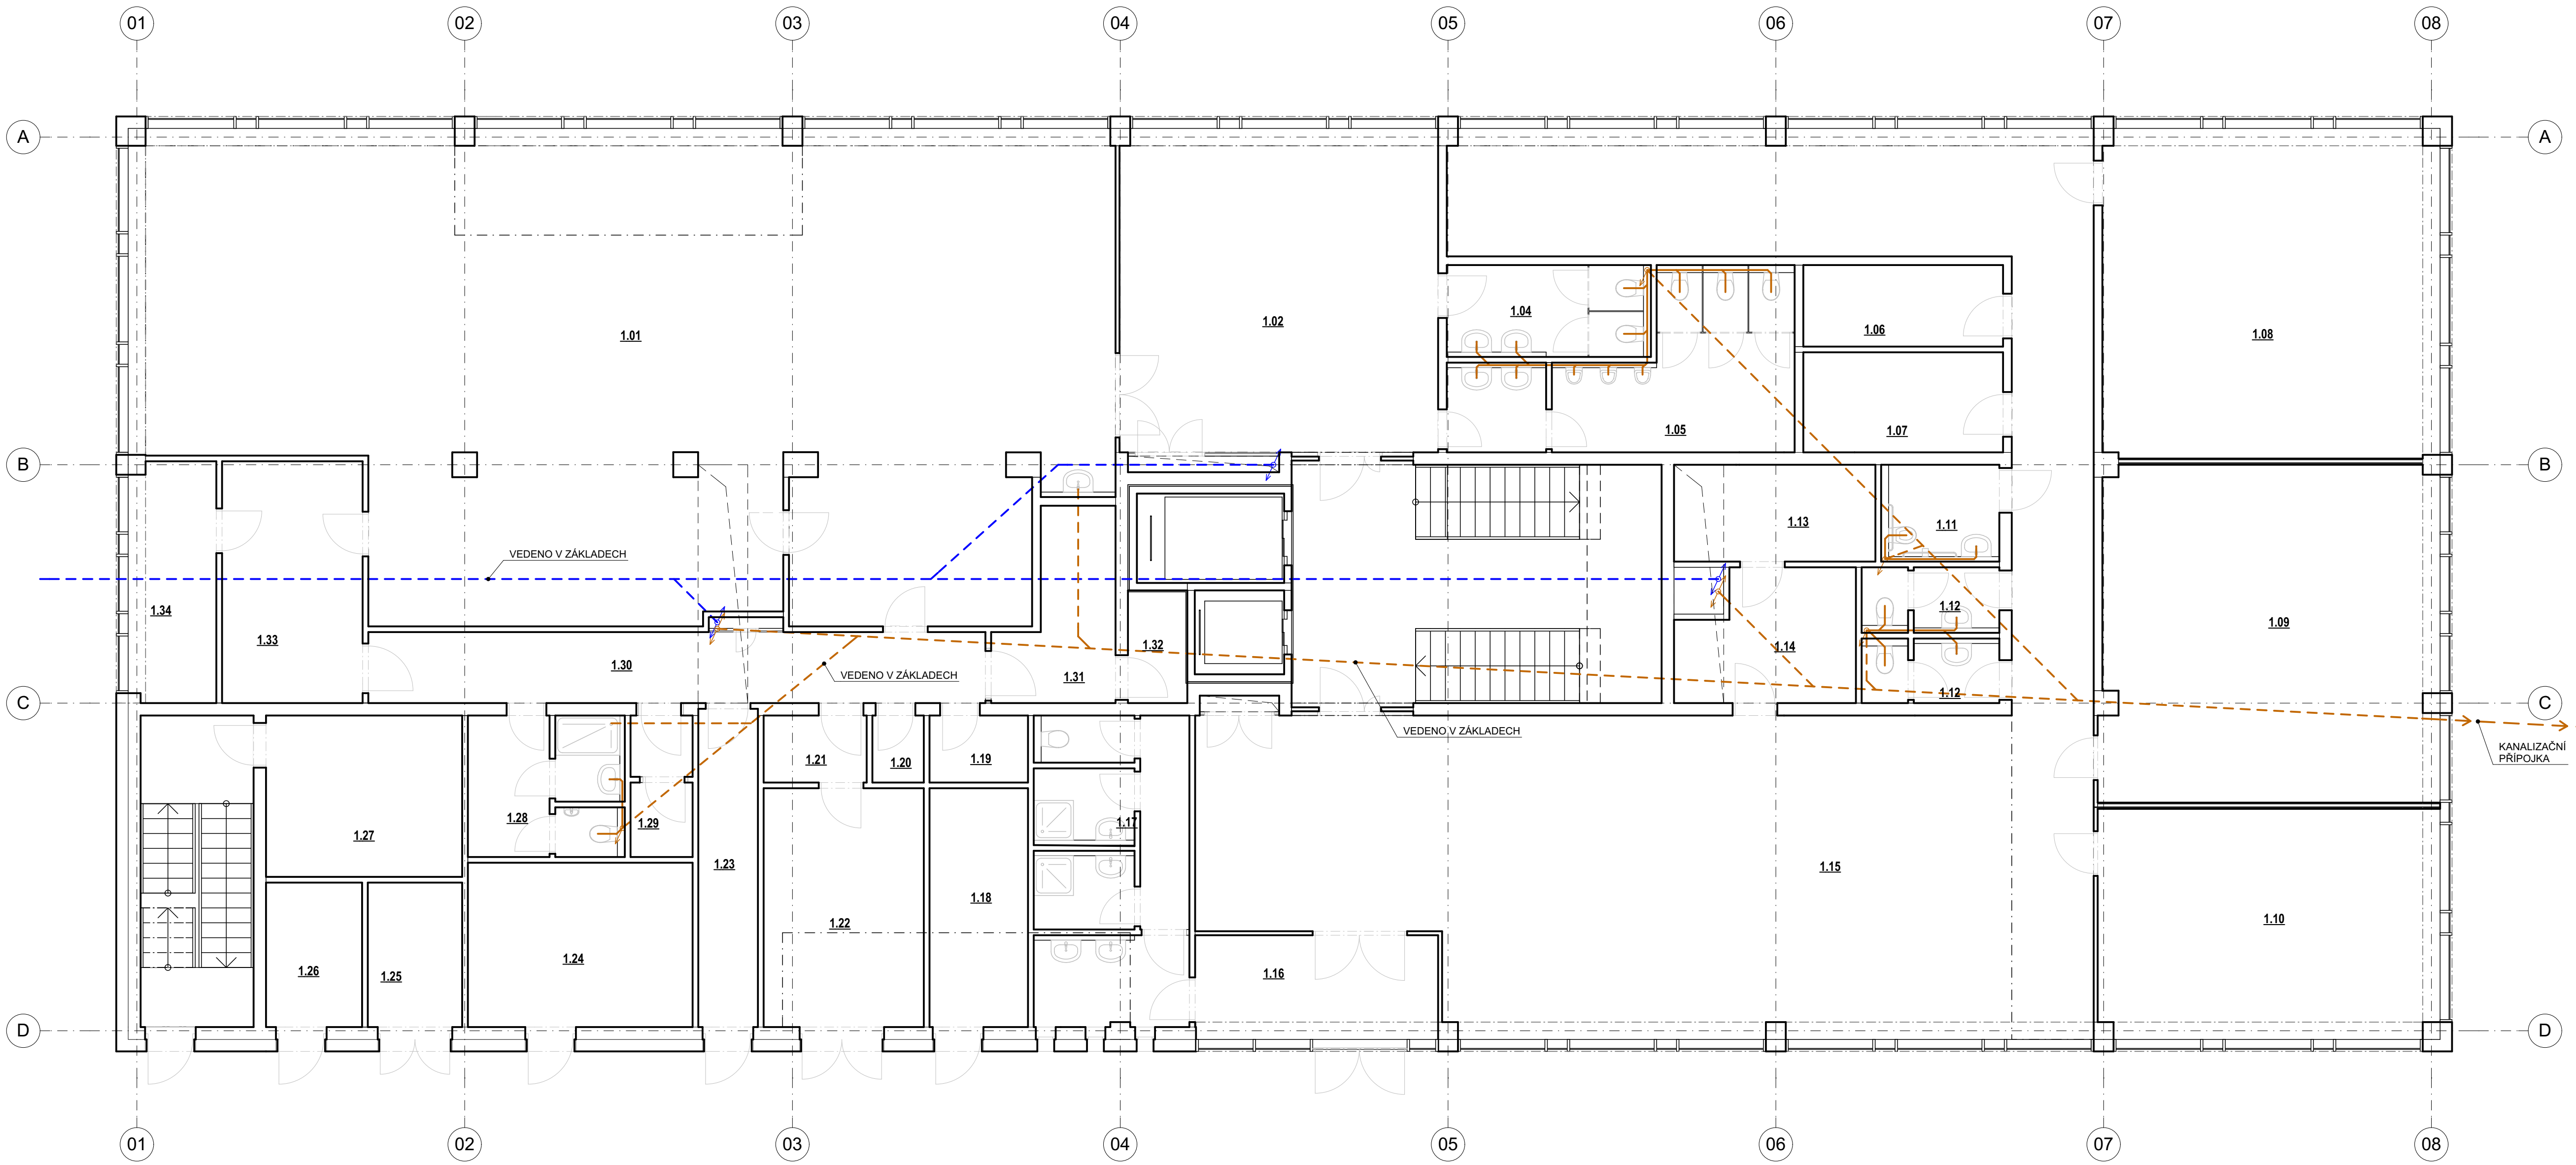 01 02 03 04 05 06 07 08
A A
1.01 1.02 1.04 1.06 1.08
1.05 1.07
B B
1.13 1.11
VEDENO V ZÁKLADECH
1.34 1.33 1.32 1.12 1.09
1.30 1.31 1.14
VEDENO V ZÁKLADECH
1.12
C C
VEDENO V ZÁKLADECH
KANALIZAČNÍ
PŘÍPOJKA
1.21 1.20 1.19
1.28 1.29 1.17
1.27 1.23 1.15
1.22 1.18 1.10
1.26 1.25 1.24 1.16
D D
01 02 03 04 05 06 07 08